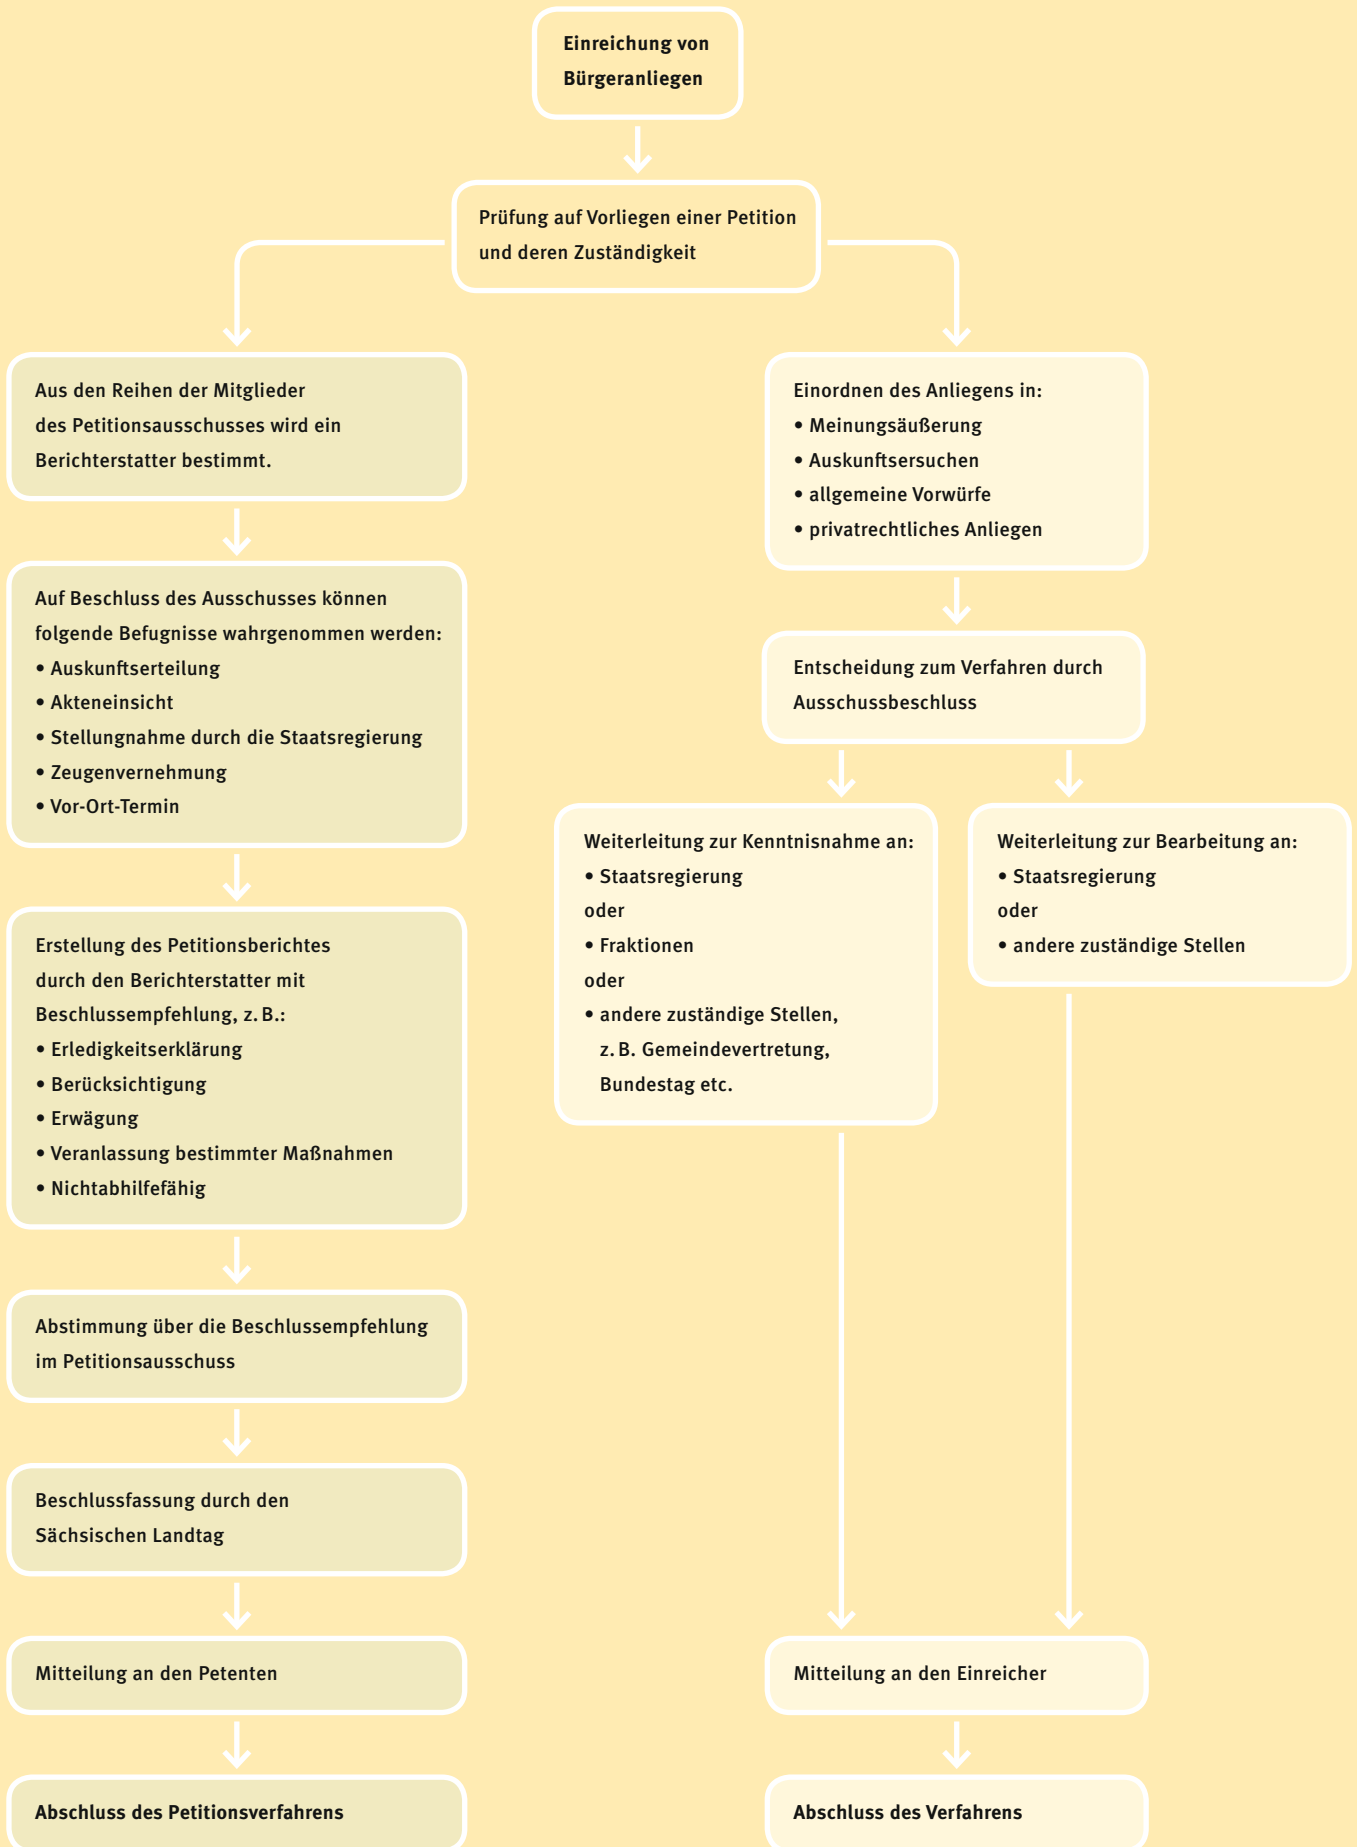 Einreichung von
Bürgeranliegen
Prüfung auf Vorliegen einer Petition
und deren Zuständigkeit
Aus den Reihen der Mitglieder
des Petitionsausschusses wird ein
Berichterstatter bestimmt.
Auf Beschluss des Ausschusses können
folgende Befugnisse wahrgenommen werden:
• Auskunftserteilung
• Akteneinsicht
• Stellungnahme durch die Staatsregierung
• Zeugenvernehmung
• Vor-Ort-Termin
Erstellung des Petitionsberichtes
durch den Berichterstatter mit
Beschlussempfehlung, z. B.:
• Erledigkeitserklärung
• Berücksichtigung
• Erwägung
• Veranlassung bestimmter Maßnahmen
• Nichtabhilfefähig
Abstimmung über die Beschlussempfehlung
im Petitionsausschuss
Beschlussfassung durch den
Sächsischen Landtag
Mitteilung an den Petenten
Abschluss des Petitionsverfahrens
Einordnen des Anliegens in:
• Meinungsäußerung
• Auskunftsersuchen
• allgemeine Vorwürfe
• privatrechtliches Anliegen
Entscheidung zum Verfahren durch
Ausschussbeschluss
Weiterleitung zur Kenntnisnahme an:
• Staatsregierung
oder
• Fraktionen
oder
• andere zuständige Stellen,
z. B. Gemeindevertretung,
Bundestag etc.
Weiterleitung zur Bearbeitung an:
• Staatsregierung
oder
• andere zuständige Stellen
Mitteilung an den Einreicher
Abschluss des Verfahrens